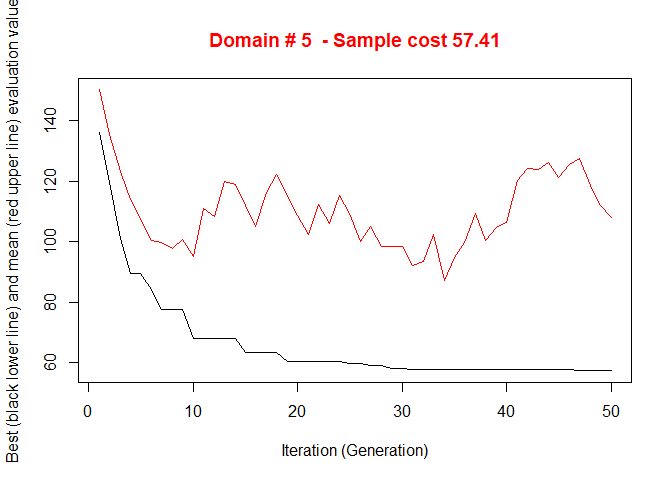 Domain # 5 - Sample cost 57.41
Best (black lower line) and mean (red upper line) evaluation value
140
120
100
80
60
0 10 20 30 40 50
Iteration (Generation)